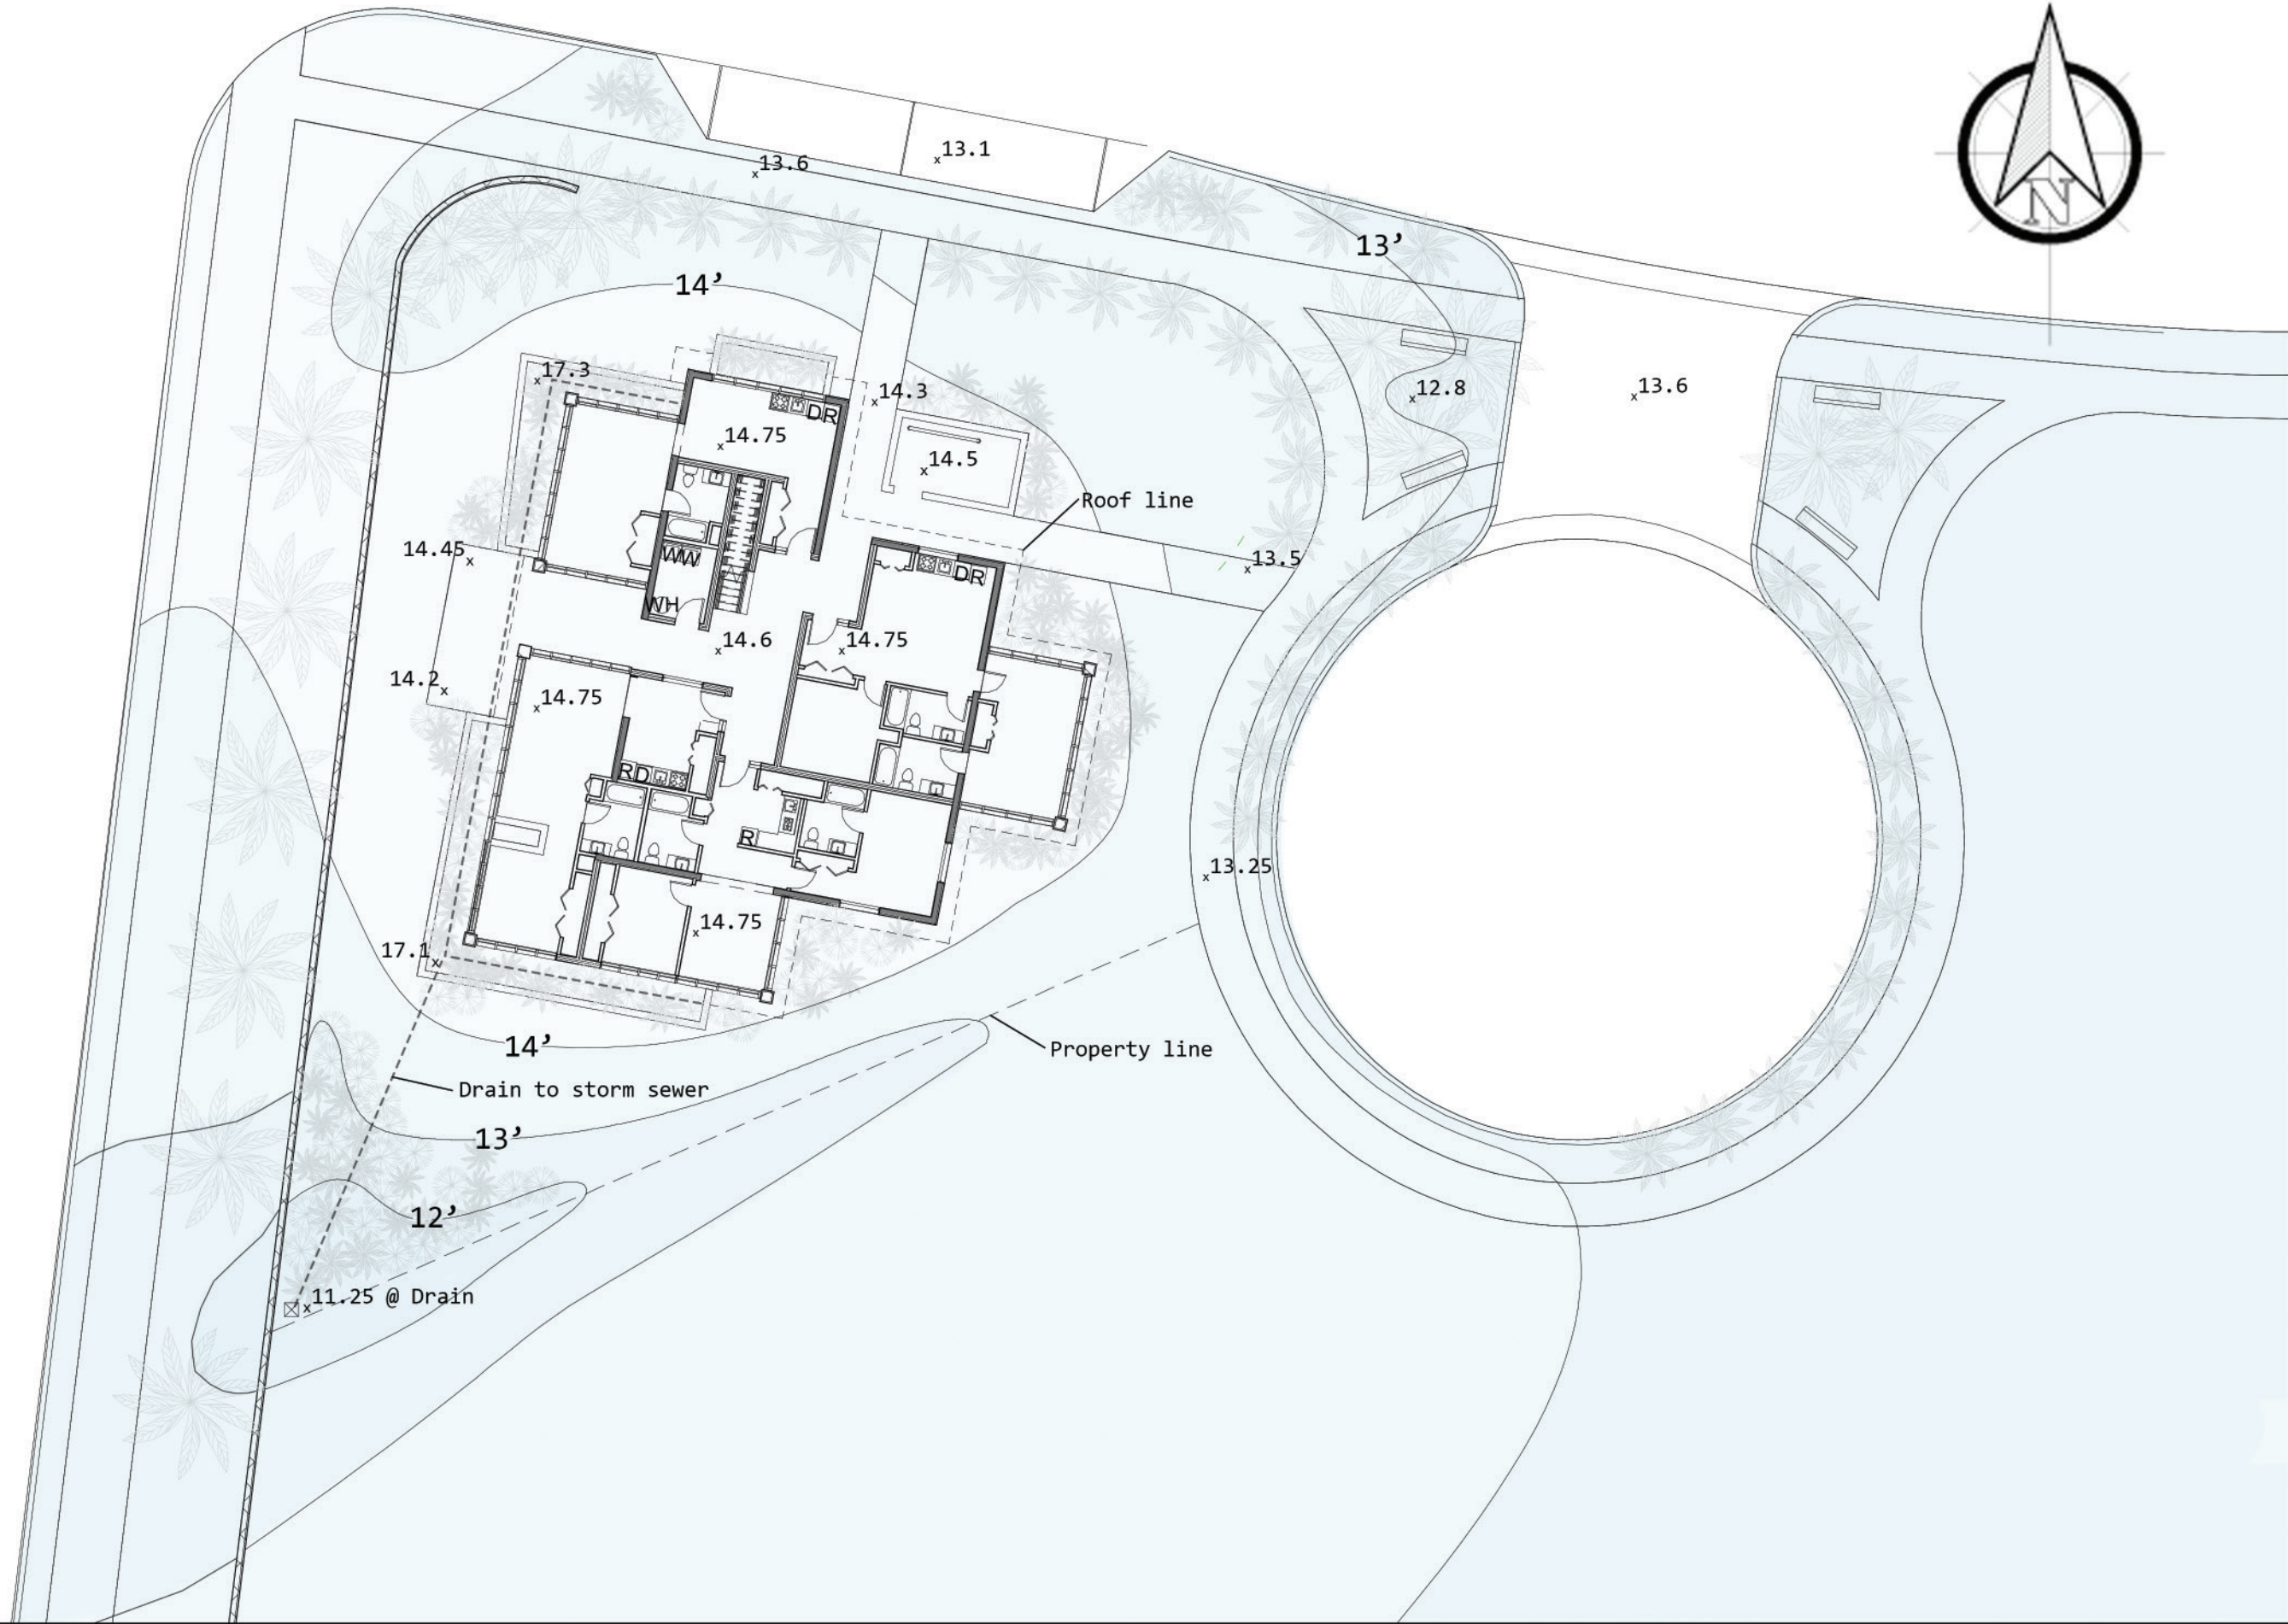 N
13.6
13.1
13’
14’
17.3
14.3
12.8
13.6
DR
14.75
14.5
Roof line
14.45
WW
DR
13.5
WH
14.6
14.75
14.2
14.75
RD
R
13.25
14.75
17.1
14’
Property line
Drain to storm sewer
13’
12’
11.25 @ Drain